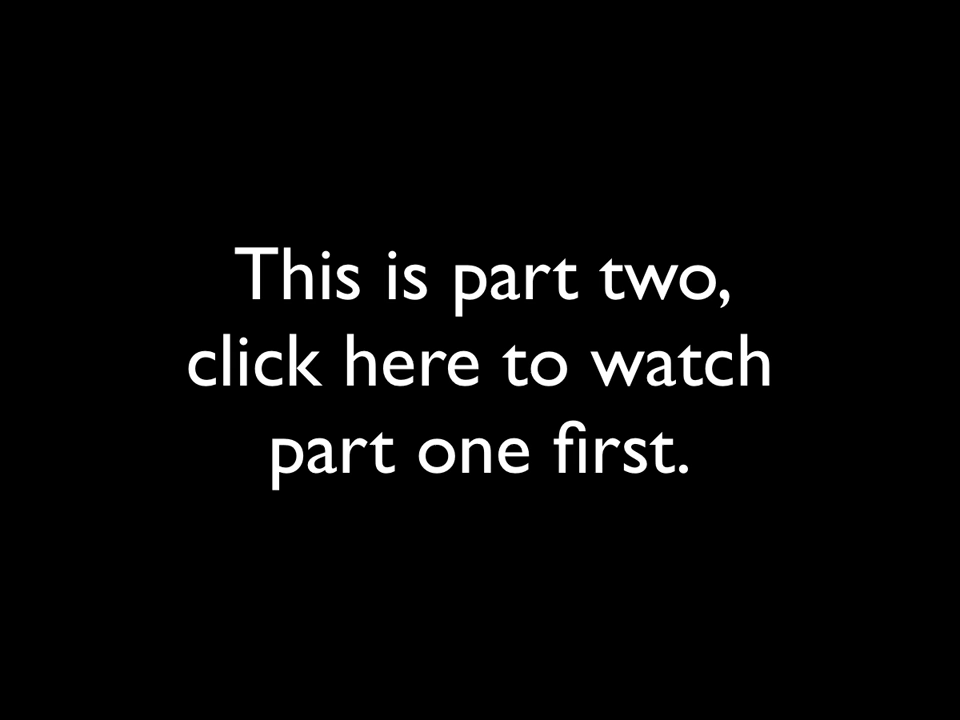 This is part two,
click here to watch
part one first.